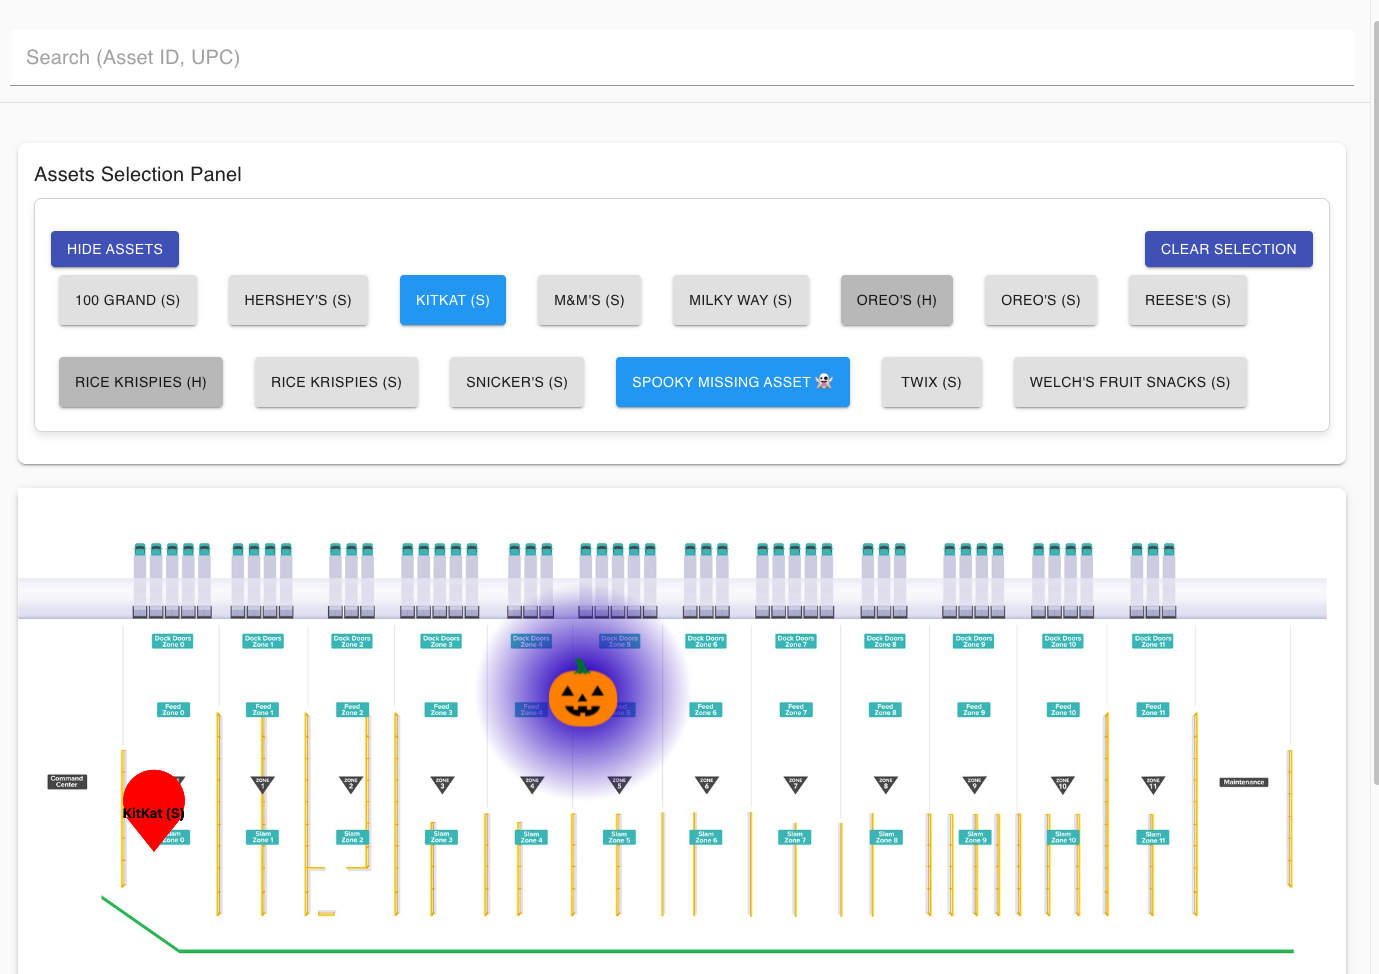 Search (Asset ID, UPC)
Assets Selection Panel
HIDE ASSETS
CLEAR SELECTION
100 GRAND (S)
HERSHEY'S (S)
KITKAT (S)
M&M'S (S)
MILKY WAY (S)
OREO'S (H)
OREO'S (S)
REESE'S (S)
RICE KRISPIES (H)
RICE KRISPIES (S)
SNICKER'S (S)
SPOOKY MISSING ASSET 👻
TWIX (S)
WELCH'S FRUIT SNACKS (S)
Dock Doors
Zone 0
Dock Doors
Zone 1
Dock Doors
Zone 2
Dock Doors
Zone 3
Dock Doors
Zone 4
Dock Doors
Zone 5
Dock Doors
Zone 6
Dock Doors
Zone 7
Dock Doors
Zone 8
Dock Doors
Zone 9
Dock Doors
Zone 10
Dock Doors
Zone 11
Feed
Zone 0
Feed
Zone 1
Feed
Zone 2
Feed
Zone 3
Feed
Zone 4
Feed
Zone 6
Feed
Zone 7
Feed
Zone 8
Feed
Zone 9
Feed
Zone 10
Feed
Zone 11
Command
Center
ZONE
1
ZONE
2
ZONE
3
ZONE
4
ZONE
5
ZONE
6
ZONE
7
ZONE
8
ZONE
9
ZONE
10
ZONE
11
Maintenance
KitKat (S)
Slam
Zone 1
Slam
Zone 2
Slam
Zone 3
Slam
Zone 4
Slam
Zone 5
Slam
Zone 6
Slam
Zone 7
Slam
Zone 8
Slam
Zone 9
Slam
Zone 10
Slam
Zone 11